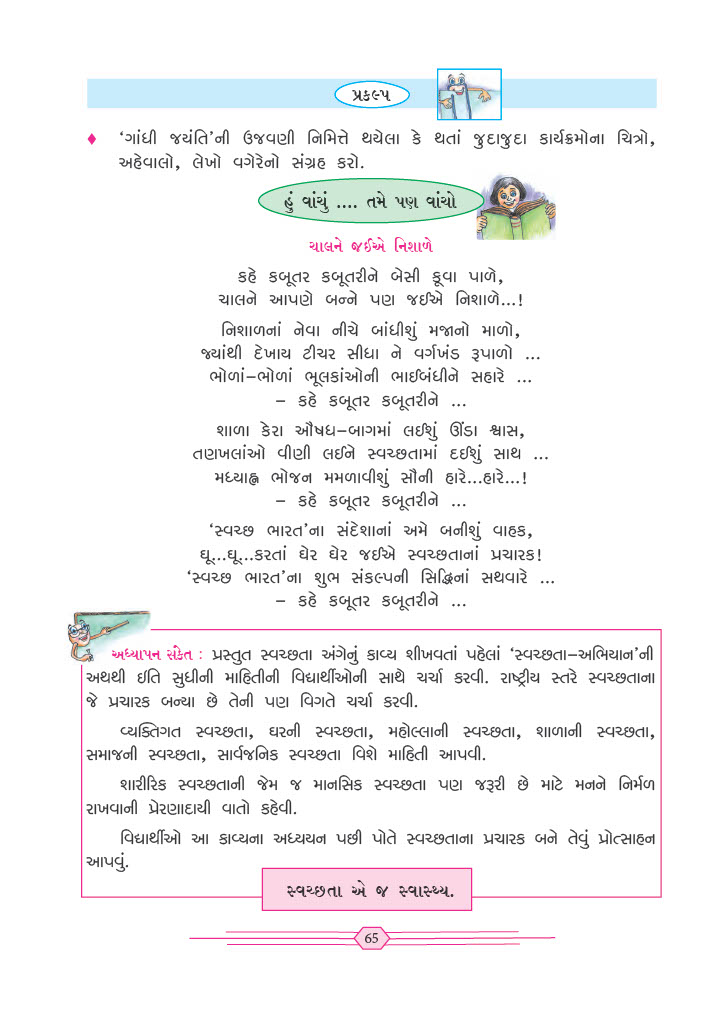 પ્રકલ્પ
‘ગાંધી જયંતિ’ની ઉજવણી નિમિત્તે થયેલા કે થતાં જુદાજુદા કાર્યક્રમોના ચિત્રો,
અહેવાલો, લેખો વગેરેનો સંગ્રહ કરો.
હું વાંચું .... તમે પણ વાંચો
ચાલને જઈએ નિશાળે
કહે કબૂતર કબૂતરીને બેસી કૂવા પાળે,
ચાલને આપણે બન્ને પણ જઈએ નિશાળે...!
નિશાળનાં નેવા નીચે બાંધીશું મજાનો માળો,
જ્યાંથી દેખાય ટીચર સીધા ને વર્ગખંડ રૂપાળો ...
ભોળાં–ભોળાં ભૂલકાંઓની ભાઈબંધીને સહારે ...
– કહે કબૂતર કબૂતરીને ...
શાળા કેરા ઔષધ–બાગમાં લઈશું ઊંડા શ્વાસ,
તણખલાંઓ વીણી લઈને સ્વચ્છતામાં દઈશું સાથ ...
મધ્યાહ્ન ભોજન મમળાવીશું સૌની હારે...હારે...!
– કહે કબૂતર કબૂતરીને ...
‘સ્વચ્છ ભારત’ના સંદેશાનાં અમે બનીશું વાહક,
ઘૂ...ઘૂ...કરતાં ઘેર ઘેર જઈએ સ્વચ્છતાનાં પ્રચારક!
‘સ્વચ્છ ભારત’ના શુભ સંકલ્પની સિદ્ધિનાં સથવારે ...
– કહે કબૂતર કબૂતરીને ...
અધ્યાપન સંકેત : પ્રસ્તુત સ્વચ્છતા અંગેનું કાવ્ય શીખવતાં પહેલાં ‘સ્વચ્છતા–અભિયાન’ની
અથથી ઇતિ સુધીની માહિતીની વિદ્યાર્થીઓની સાથે ચર્ચા કરવી. રાષ્ટ્રીય સ્તરે સ્વચ્છતાના
જે પ્રચારક બન્યા છે તેની પણ વિગતે ચર્ચા કરવી.
વ્યક્તિગત સ્વચ્છતા, ઘરની સ્વચ્છતા, મહોલ્લાની સ્વચ્છતા, શાળાની સ્વચ્છતા,
સમાજની સ્વચ્છતા, સાર્વજનિક સ્વચ્છતા વિશે માહિતી આપવી.
શારીરિક સ્વચ્છતાની જેમ જ માનસિક સ્વચ્છતા પણ જરૂરી છે માટે મનને નિર્મળ
રાખવાની પ્રેરણાદાયી વાતો કહેવી.
વિદ્યાર્થીઓ આ કાવ્યના અધ્યયન પછી પોતે સ્વચ્છતાના પ્રચારક બને તેવું પ્રોત્સાહન
આપવું.
સ્વચ્છતા એ જ સ્વાસ્થ્ય.
65